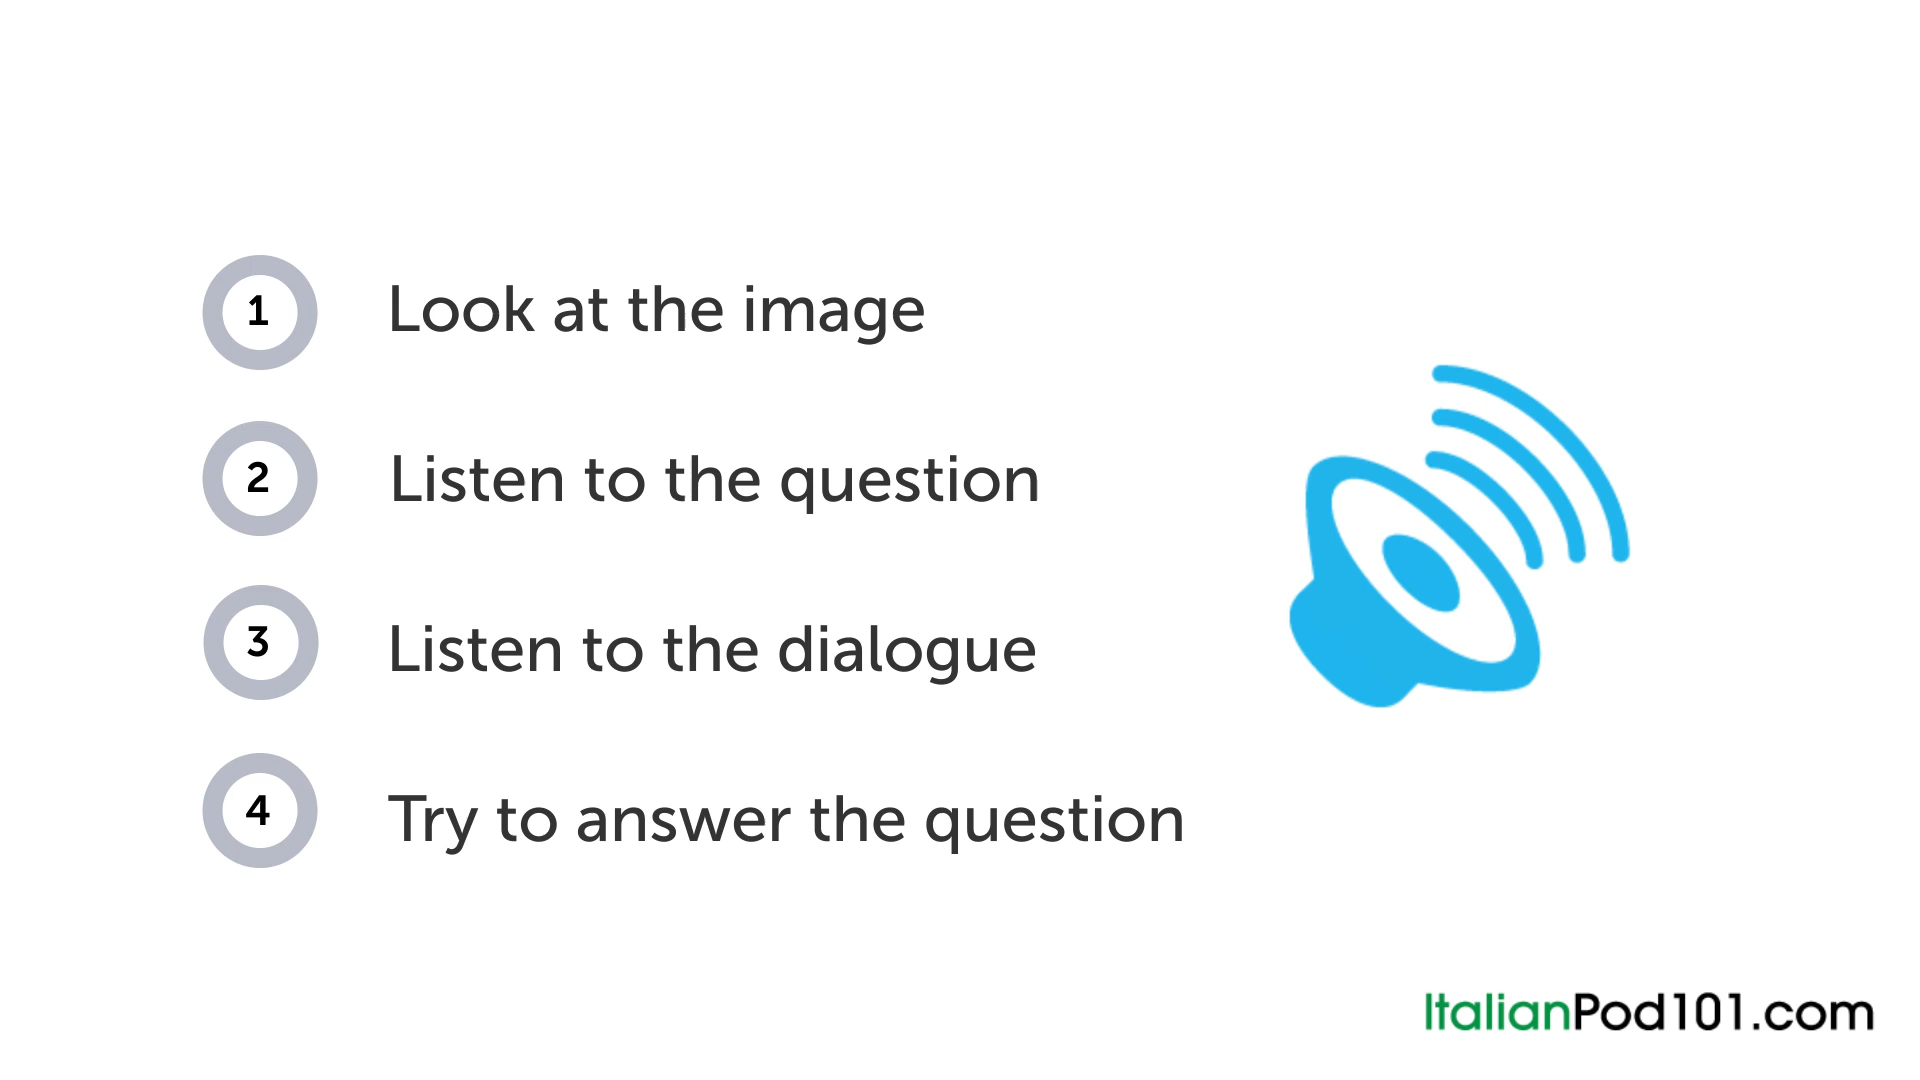 1 Look at the image
2 Listen to the question
3 Listen to the dialogue
4 Try to answer the question
ItalianPod101.com